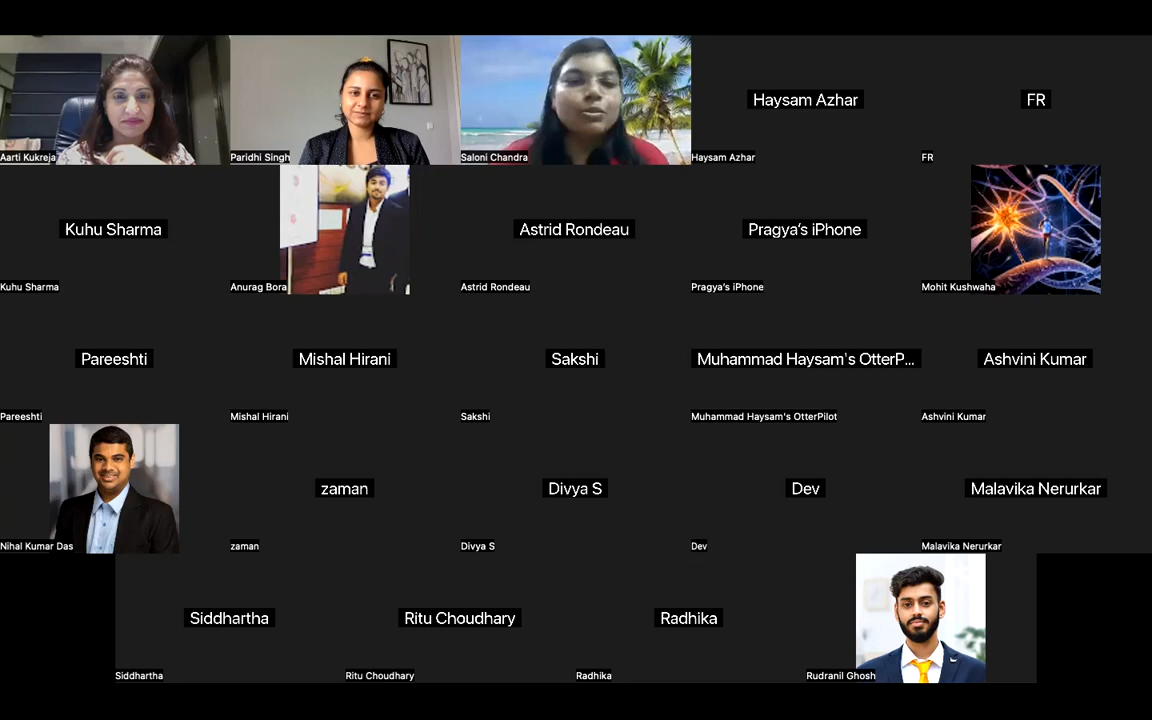 Aarti Kukreja
Paridhi Singh
Saloni Chandra
Haysam Azhar
Haysam Azhar
FR
FR
Kuhu Sharma
Kuhu Sharma
Anurag Bora
Astrid Rondeau
Astrid Rondeau
Pragya’s iPhone
Pragya’s iPhone
Mohit Kushwaha
Pareeshti
Pareeshti
Mishal Hirani
Mishal Hirani
Sakshi
Sakshi
Muhammad Haysam's OtterP...
Muhammad Haysam's OtterPilot
Ashvini Kumar
Ashvini Kumar
Nihal Kumar Das
zaman
zaman
Divya S
Divya S
Dev
Dev
Malavika Nerurkar
Malavika Nerurkar
Siddhartha
Siddhartha
Ritu Choudhary
Ritu Choudhary
Radhika
Radhika
Rudranil Ghosh